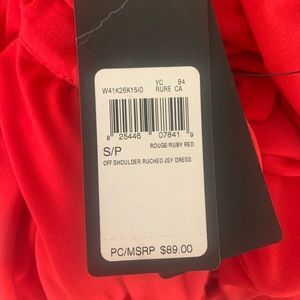 W41K26K15I0 YC B4
RURE CA
8 25446 07841 9
S/P ROUGE/RUBY RED
OFF SHOULDER RUCHED JSY DRESS
PC/MSRP $89.00